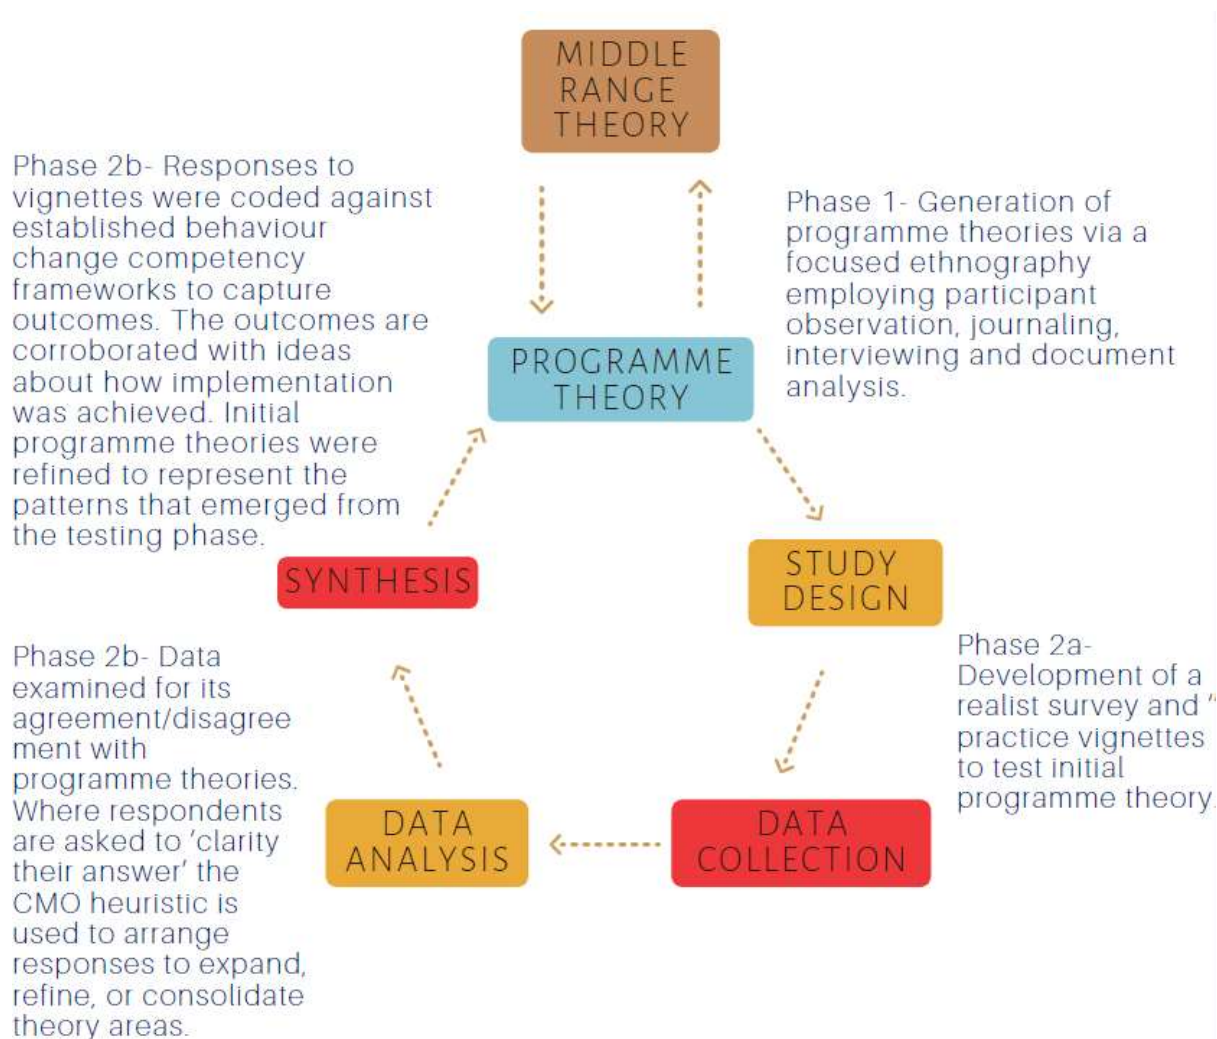 MIDDLE
RANGE
THEORY
Phase 2b- Responses to
vignettes were coded against
established behaviour
change competency
frameworks to capture
outcomes. The outcomes are
corroborated with ideas
about how implementation
was achieved. Initial
programme theories were
refined to represent the
patterns that emerged from
the testing phase.
Phase 1- Generation of
programme theories via a
focused ethnography
employing participant
observation, journaling,
interviewing and document
analysis.
PROGRAMME
THEORY
SYNTHESIS
STUDY
DESIGN
Phase 2b- Data
examined for its
agreement/disagree
ment with
programme theories.
Where respondents
are asked to ‘clarity
their answer’ the
CMO heuristic is
used to arrange
responses to expand,
refine, or consolidate
theory areas.
Phase 2a-
Development of a
realist survey and “
practice vignettes
to test initial
programme theory.
DATA
ANALYSIS
DATA
COLLECTION